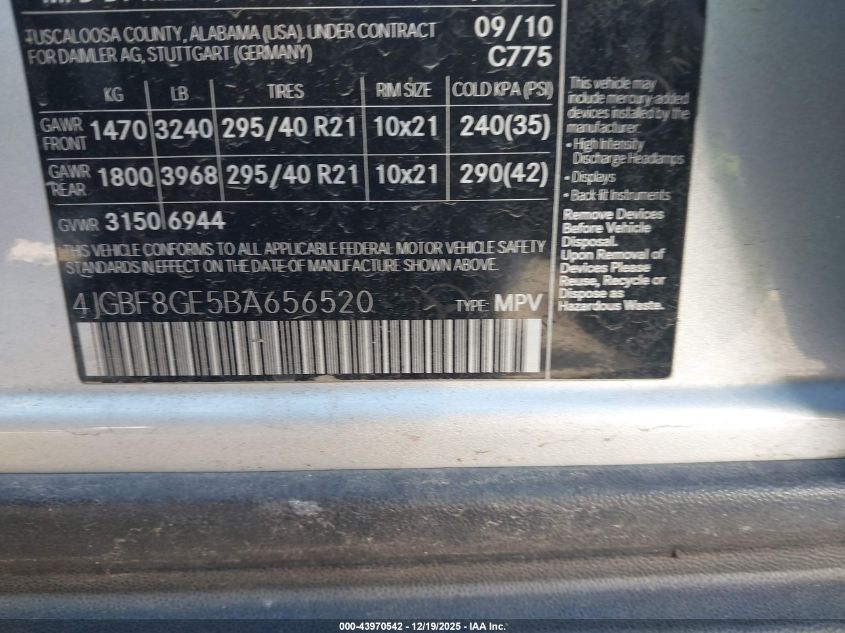 TUSCALOOSA COUNTY, ALABAMA (USA), UNDER CONTRACT 09/10
FOR DAIMLER AG, STUTTGART (GERMANY) C775
KG LB TIRES RIM SIZE COLD KPA (PSI)
GAWR FRONT 1470 3240 295/40 R21 10x21 240(35)
GAWR REAR 1800 3968 295/40 R21 10x21 290(42)
GVWR 3150 6944
THIS VEHICLE CONFORMS TO ALL APPLICABLE FEDERAL MOTOR VEHICLE SAFETY
STANDARDS IN EFFECT ON THE DATE OF MANUFACTURE SHOWN ABOVE.
4JGBF8GE5BA656520 TYPE: MPV
This vehicle may
include mercury-added
devices installed by the
manufacturer:
• High Intensity
Discharge Headlamps
• Displays
• Back-lit Instruments
Remove Devices
Before Vehicle
Disposal.
Upon Removal of
Devices Please
Reuse, Recycle or
Dispose as
Hazardous Waste.
00-43970542 - 12/19/2025 - IAA Inc.